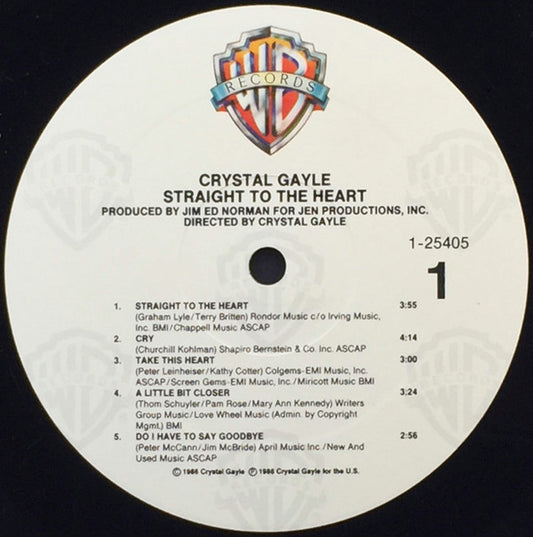 WB
RECORDS
CRYSTAL GAYLE
STRAIGHT TO THE HEART
PRODUCED BY JIM ED NORMAN FOR JEN PRODUCTIONS, INC.
DIRECTED BY CRYSTAL GAYLE
1-25405
1
1. STRAIGHT TO THE HEART 3:55
(Graham Lyle/Terry Britten) Rondor Music c/o Irving Music,
Inc. BMI/Chappell Music ASCAP
2. CRY 4:14
(Churchill Kohlman) Shapiro Bernstein & Co. Inc. ASCAP
3. TAKE THIS HEART 3:00
(Peter Leinheiser/Kathy Cotter) Colgems-EMI Music, Inc.
ASCAP/Screen Gems-EMI Music, Inc./Miricott Music BMI
4. A LITTLE BIT CLOSER 3:24
(Thom Schuyler/Pam Rose/Mary Ann Kennedy) Writers
Group Music/Love Wheel Music (Admin. by Copyright
Mgmt.) BMI
5. DO I HAVE TO SAY GOODBYE 2:56
(Peter McCann/Jim McBride) April Music Inc./New And
Used Music ASCAP
Ⓒ 1986 Crystal Gayle Ⓟ 1986 Crystal Gayle for the U.S.